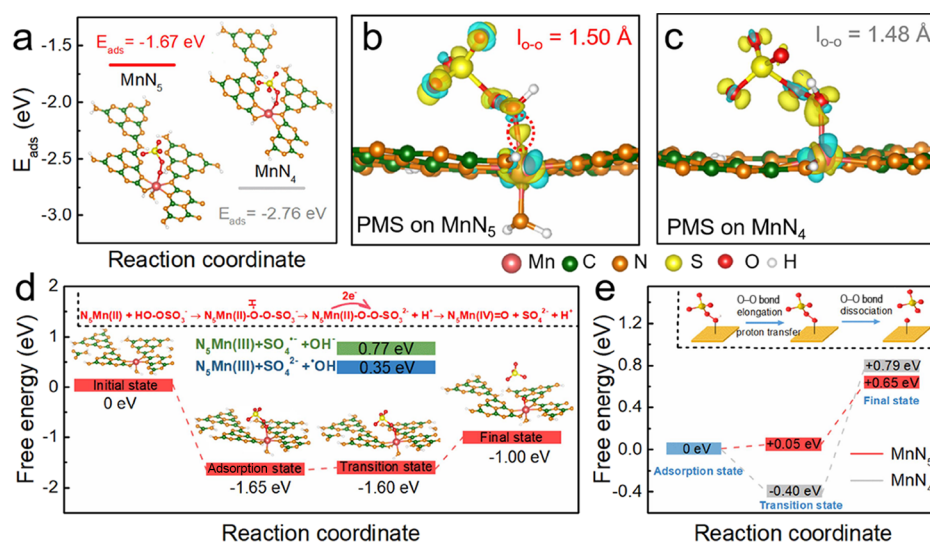 a
E_ads (eV)
-1.5
-2.0
-2.5
-3.0
E_ads = -1.67 eV
MnN₅
MnN₄
E_ads = -2.76 eV
Reaction coordinate
b
l_O-O = 1.50 Å
PMS on MnN₅
c
l_O-O = 1.48 Å
PMS on MnN₄
Mn C N S O H
d
Free energy (eV)
2
1
0
-1
-2
H
2e⁻
N₅Mn(II) + HO-OSO₃⁻ → N₅Mn(II)-O-O-SO₃⁻ → N₅Mn(II)-O-O-SO₃²⁻ + H⁺ → N₅Mn(IV)=O + SO₄²⁻ + H⁺
N₅Mn(III)+SO₄•⁻ +OH⁻ 0.77 eV
N₅Mn(III)+SO₄²⁻ +•OH 0.35 eV
Initial state
0 eV
Adsorption state
-1.65 eV
Transition state
-1.60 eV
Final state
-1.00 eV
Reaction coordinate
e
Free energy (eV)
1.2
0.8
0.4
0.0
-0.4
O-O bond
elongation
proton transfer
O-O bond
dissociation
0 eV
Adsorption state
+0.05 eV
-0.40 eV
Transition state
+0.79 eV
+0.65 eV
Final state
MnN₅
MnN₄
Reaction coordinate